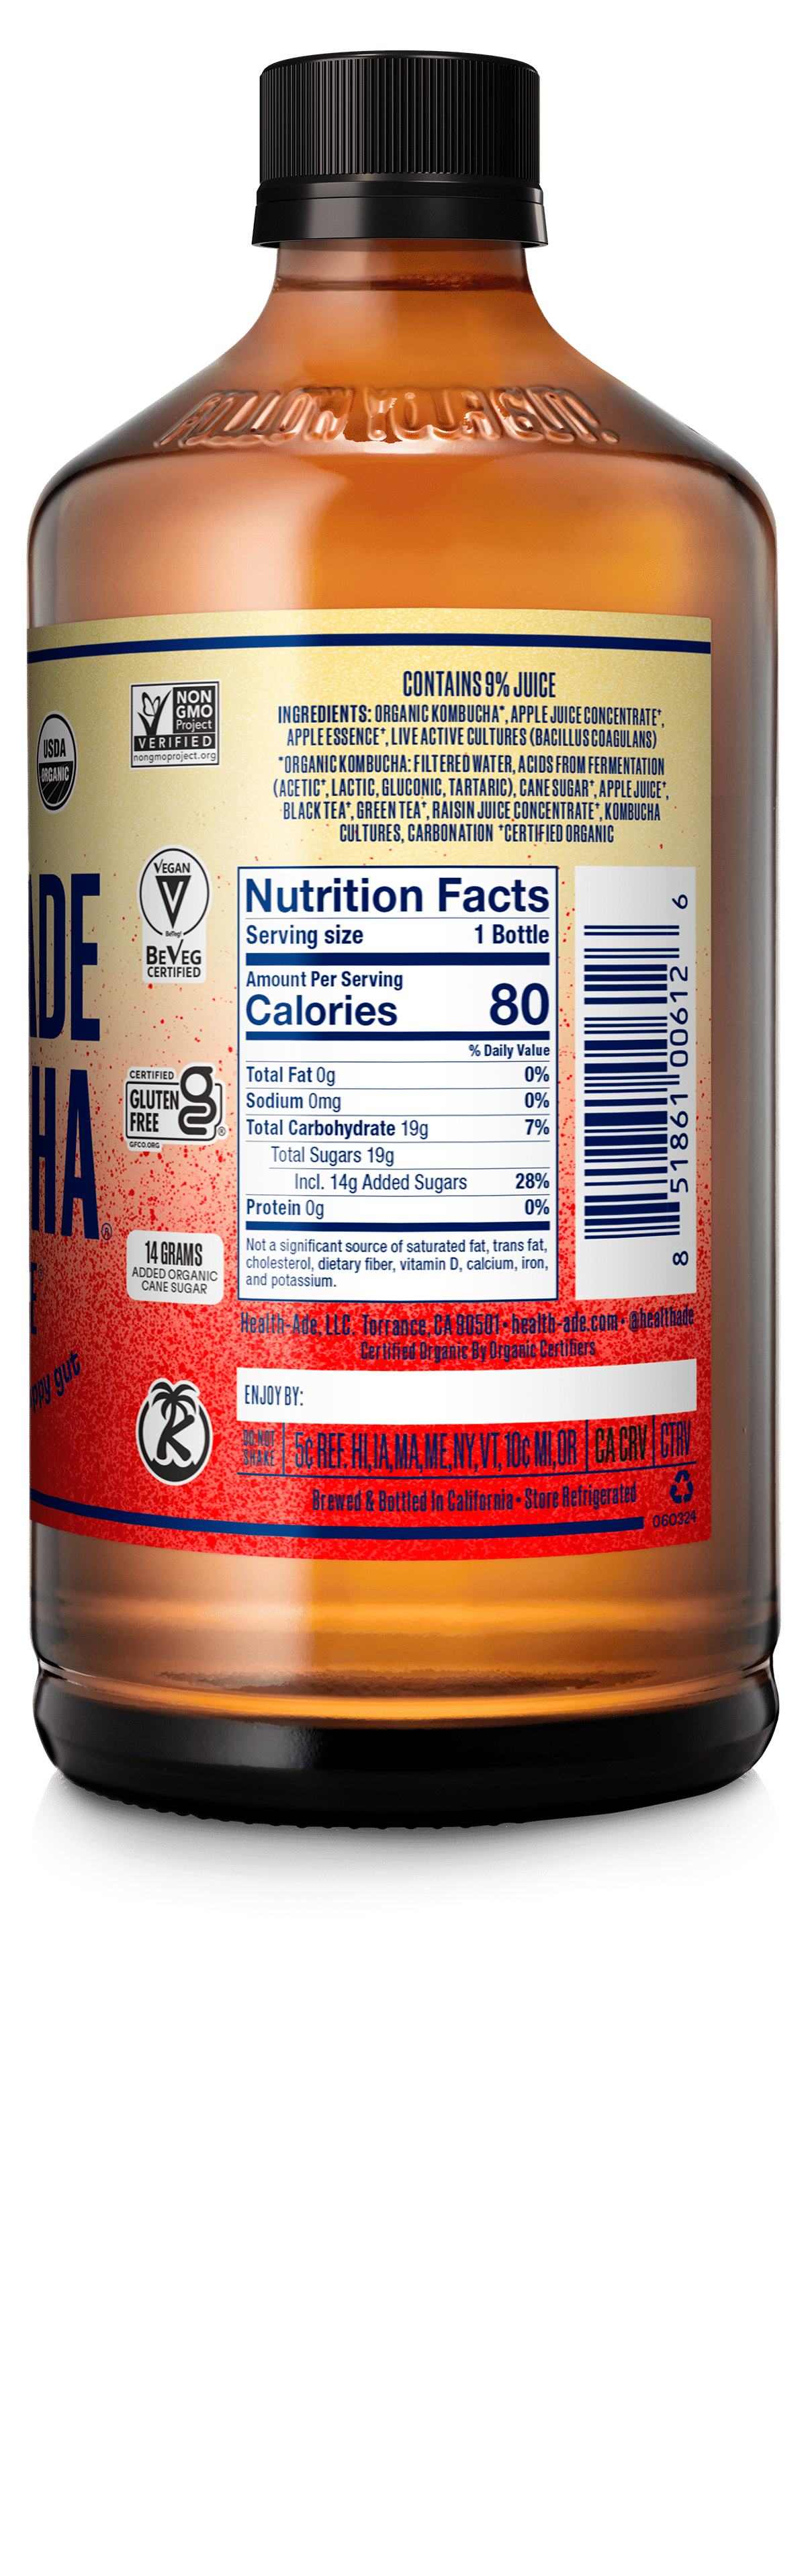 FOLLOW YOUR GUT.
NON
GMO
Project
VERIFIED
nongmoproject.org
USDA
ORGANIC
VEGAN
V
BeVeg!
BEVEG
CERTIFIED
CERTIFIED
GLUTEN
FREE
GFCO.ORG
®
14 GRAMS
ADDED ORGANIC
CANE SUGAR
K
ADE
HA®
E
appy gut
CONTAINS 9% JUICE
INGREDIENTS: ORGANIC KOMBUCHA*, APPLE JUICE CONCENTRATE⁺,
APPLE ESSENCE⁺, LIVE ACTIVE CULTURES (BACILLUS COAGULANS)
*ORGANIC KOMBUCHA: FILTERED WATER, ACIDS FROM FERMENTATION
(ACETIC⁺, LACTIC, GLUCONIC, TARTARIC), CANE SUGAR⁺, APPLE JUICE⁺,
BLACK TEA⁺, GREEN TEA⁺, RAISIN JUICE CONCENTRATE⁺, KOMBUCHA
CULTURES, CARBONATION ⁺CERTIFIED ORGANIC
Nutrition Facts
Serving size 1 Bottle
Amount Per Serving
Calories 80
% Daily Value
Total Fat 0g 0%
Sodium 0mg 0%
Total Carbohydrate 19g 7%
Total Sugars 19g
Incl. 14g Added Sugars 28%
Protein 0g 0%
Not a significant source of saturated fat, trans fat,
cholesterol, dietary fiber, vitamin D, calcium, iron,
and potassium.
8 51861 00612 6
Health-Ade, LLC. Torrance, CA 90501 • health-ade.com • @healthade
Certified Organic By Organic Certifiers
ENJOY BY:
DO NOT
SHAKE
5¢ REF. HI, IA, MA, ME, NY, VT, 10¢ MI, OR
CA CRV
CTRV
Brewed & Bottled In California • Store Refrigerated
060324